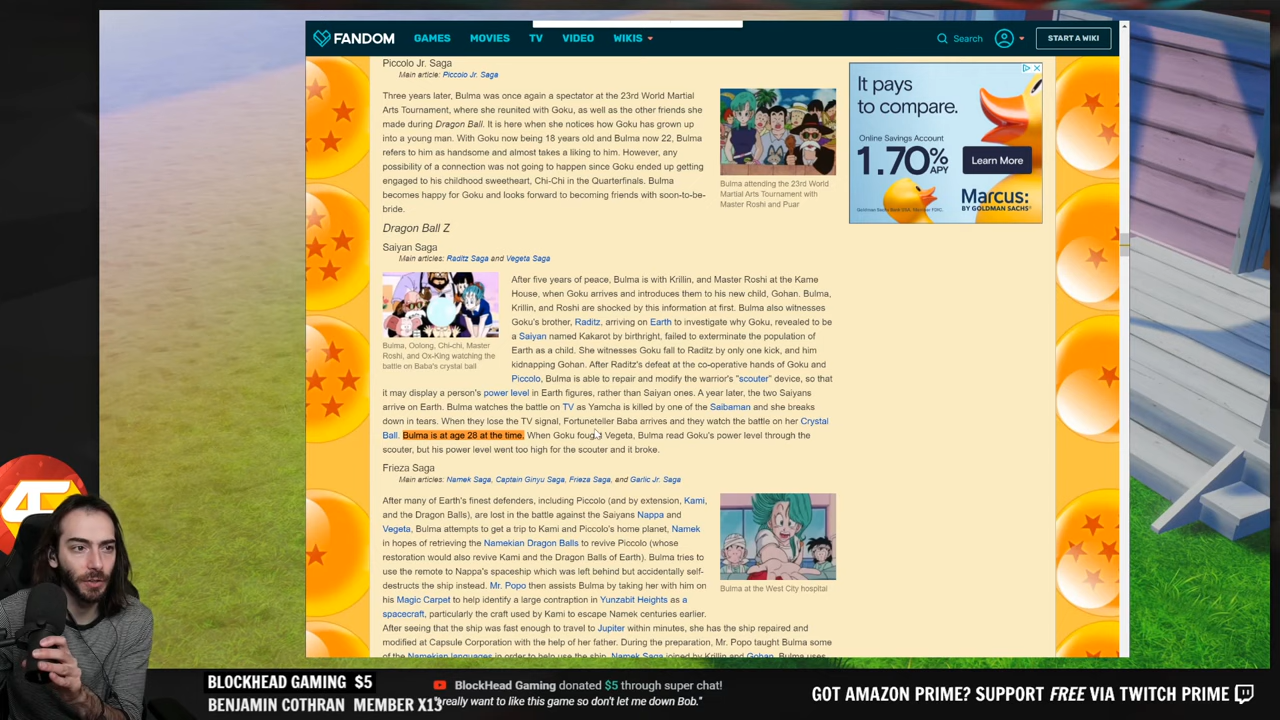 FANDOM GAMES MOVIES TV VIDEO WIKIS Search START A WIKI
Piccolo Jr. Saga
Main article: Piccolo Jr. Saga
Three years later, Bulma was once again a spectator at the 23rd World Martial
Arts Tournament, where she reunited with Goku, as well as the other friends she
made during Dragon Ball. It is here when she notices how Goku has grown up
into a young man. With Goku now being 18 years old and Bulma now 22, Bulma
refers to him as handsome and almost takes a liking to him. However, any
possibility of a connection was not going to happen since Goku ended up getting
engaged to his childhood sweetheart, Chi-Chi in the Quarterfinals. Bulma
becomes happy for Goku and looks forward to becoming friends with soon-to-be-
bride.
Bulma attending the 23rd World
Martial Arts Tournament with
Master Roshi and Puar
It pays
to compare.
Online Savings Account
1.70% APY
Learn More
Marcus:
BY GOLDMAN SACHS®
Dragon Ball Z
Saiyan Saga
Main articles: Raditz Saga and Vegeta Saga
Bulma, Oolong, Chi-chi, Master
Roshi, and Ox-King watching the
battle on Baba's crystal ball
After five years of peace, Bulma is with Krillin, and Master Roshi at the Kame
House, when Goku arrives and introduces them to his new child, Gohan. Bulma,
Krillin, and Roshi are shocked by this information at first. Bulma also witnesses
Goku's brother, Raditz, arriving on Earth to investigate why Goku, revealed to be
a Saiyan named Kakarot by birthright, failed to exterminate the population of
Earth as a child. She witnesses Goku fall to Raditz by only one kick, and him
kidnapping Gohan. After Raditz's defeat at the co-operative hands of Goku and
Piccolo, Bulma is able to repair and modify the warrior's "scouter" device, so that
it may display a person's power level in Earth figures, rather than Saiyan ones. A year later, the two Saiyans
arrive on Earth. Bulma watches the battle on TV as Yamcha is killed by one of the Saibaman and she breaks
down in tears. When they lose the TV signal, Fortuneteller Baba arrives and they watch the battle on her Crystal
Ball. Bulma is at age 28 at the time. When Goku fought Vegeta, Bulma read Goku's power level through the
scouter, but his power level went too high for the scouter and it broke.
Frieza Saga
Main articles: Namek Saga, Captain Ginyu Saga, Frieza Saga, and Garlic Jr. Saga
After many of Earth's finest defenders, including Piccolo (and by extension, Kami,
and the Dragon Balls), are lost in the battle against the Saiyans Nappa and
Vegeta, Bulma attempts to get a trip to Kami and Piccolo's home planet, Namek
in hopes of retrieving the Namekian Dragon Balls to revive Piccolo (whose
restoration would also revive Kami and the Dragon Balls of Earth). Bulma tries to
use the remote to Nappa's spaceship which was left behind but accidentally self-
destructs the ship instead. Mr. Popo then assists Bulma by taking her with him on
his Magic Carpet to help identify a large contraption in Yunzabit Heights as a
spacecraft, particularly the craft used by Kami to escape Namek centuries earlier.
After seeing that the ship was fast enough to travel to Jupiter within minutes, she has the ship repaired and
modified at Capsule Corporation with the help of her father. During the preparation, Mr. Popo taught Bulma some
of the Namekian languages in order to help use the ship. Namek Saga joined by Krillin and Gohan, Bulma uses
Bulma at the West City hospital
BLOCKHEAD GAMING $5
BENJAMIN COTHRAN MEMBER X13
BlockHead Gaming donated $5 through super chat!
"really want to like this game so don't let me down Bob."
GOT AMAZON PRIME? SUPPORT FREE VIA TWITCH PRIME